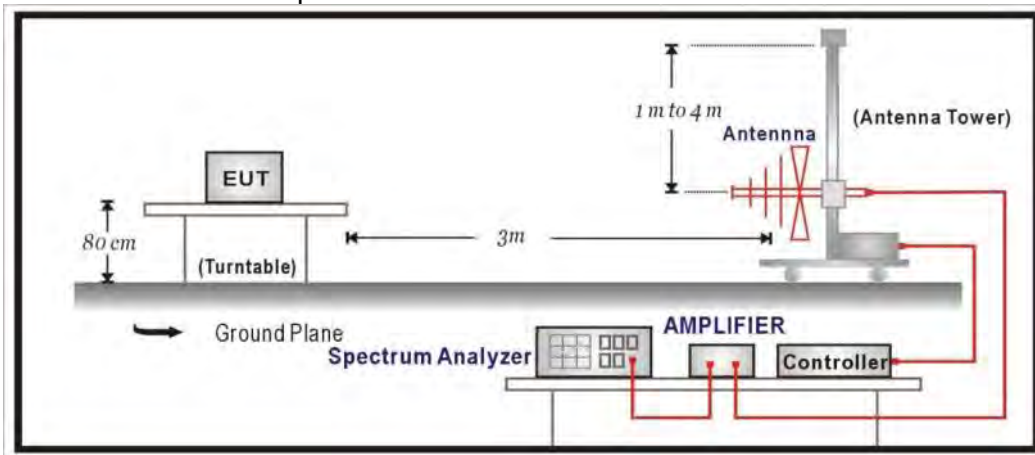 1 m to 4 m
(Antenna Tower)
Antennna
EUT
80 cm
3m
(Turntable)
Ground Plane
AMPLIFIER
Spectrum Analyzer
Controller